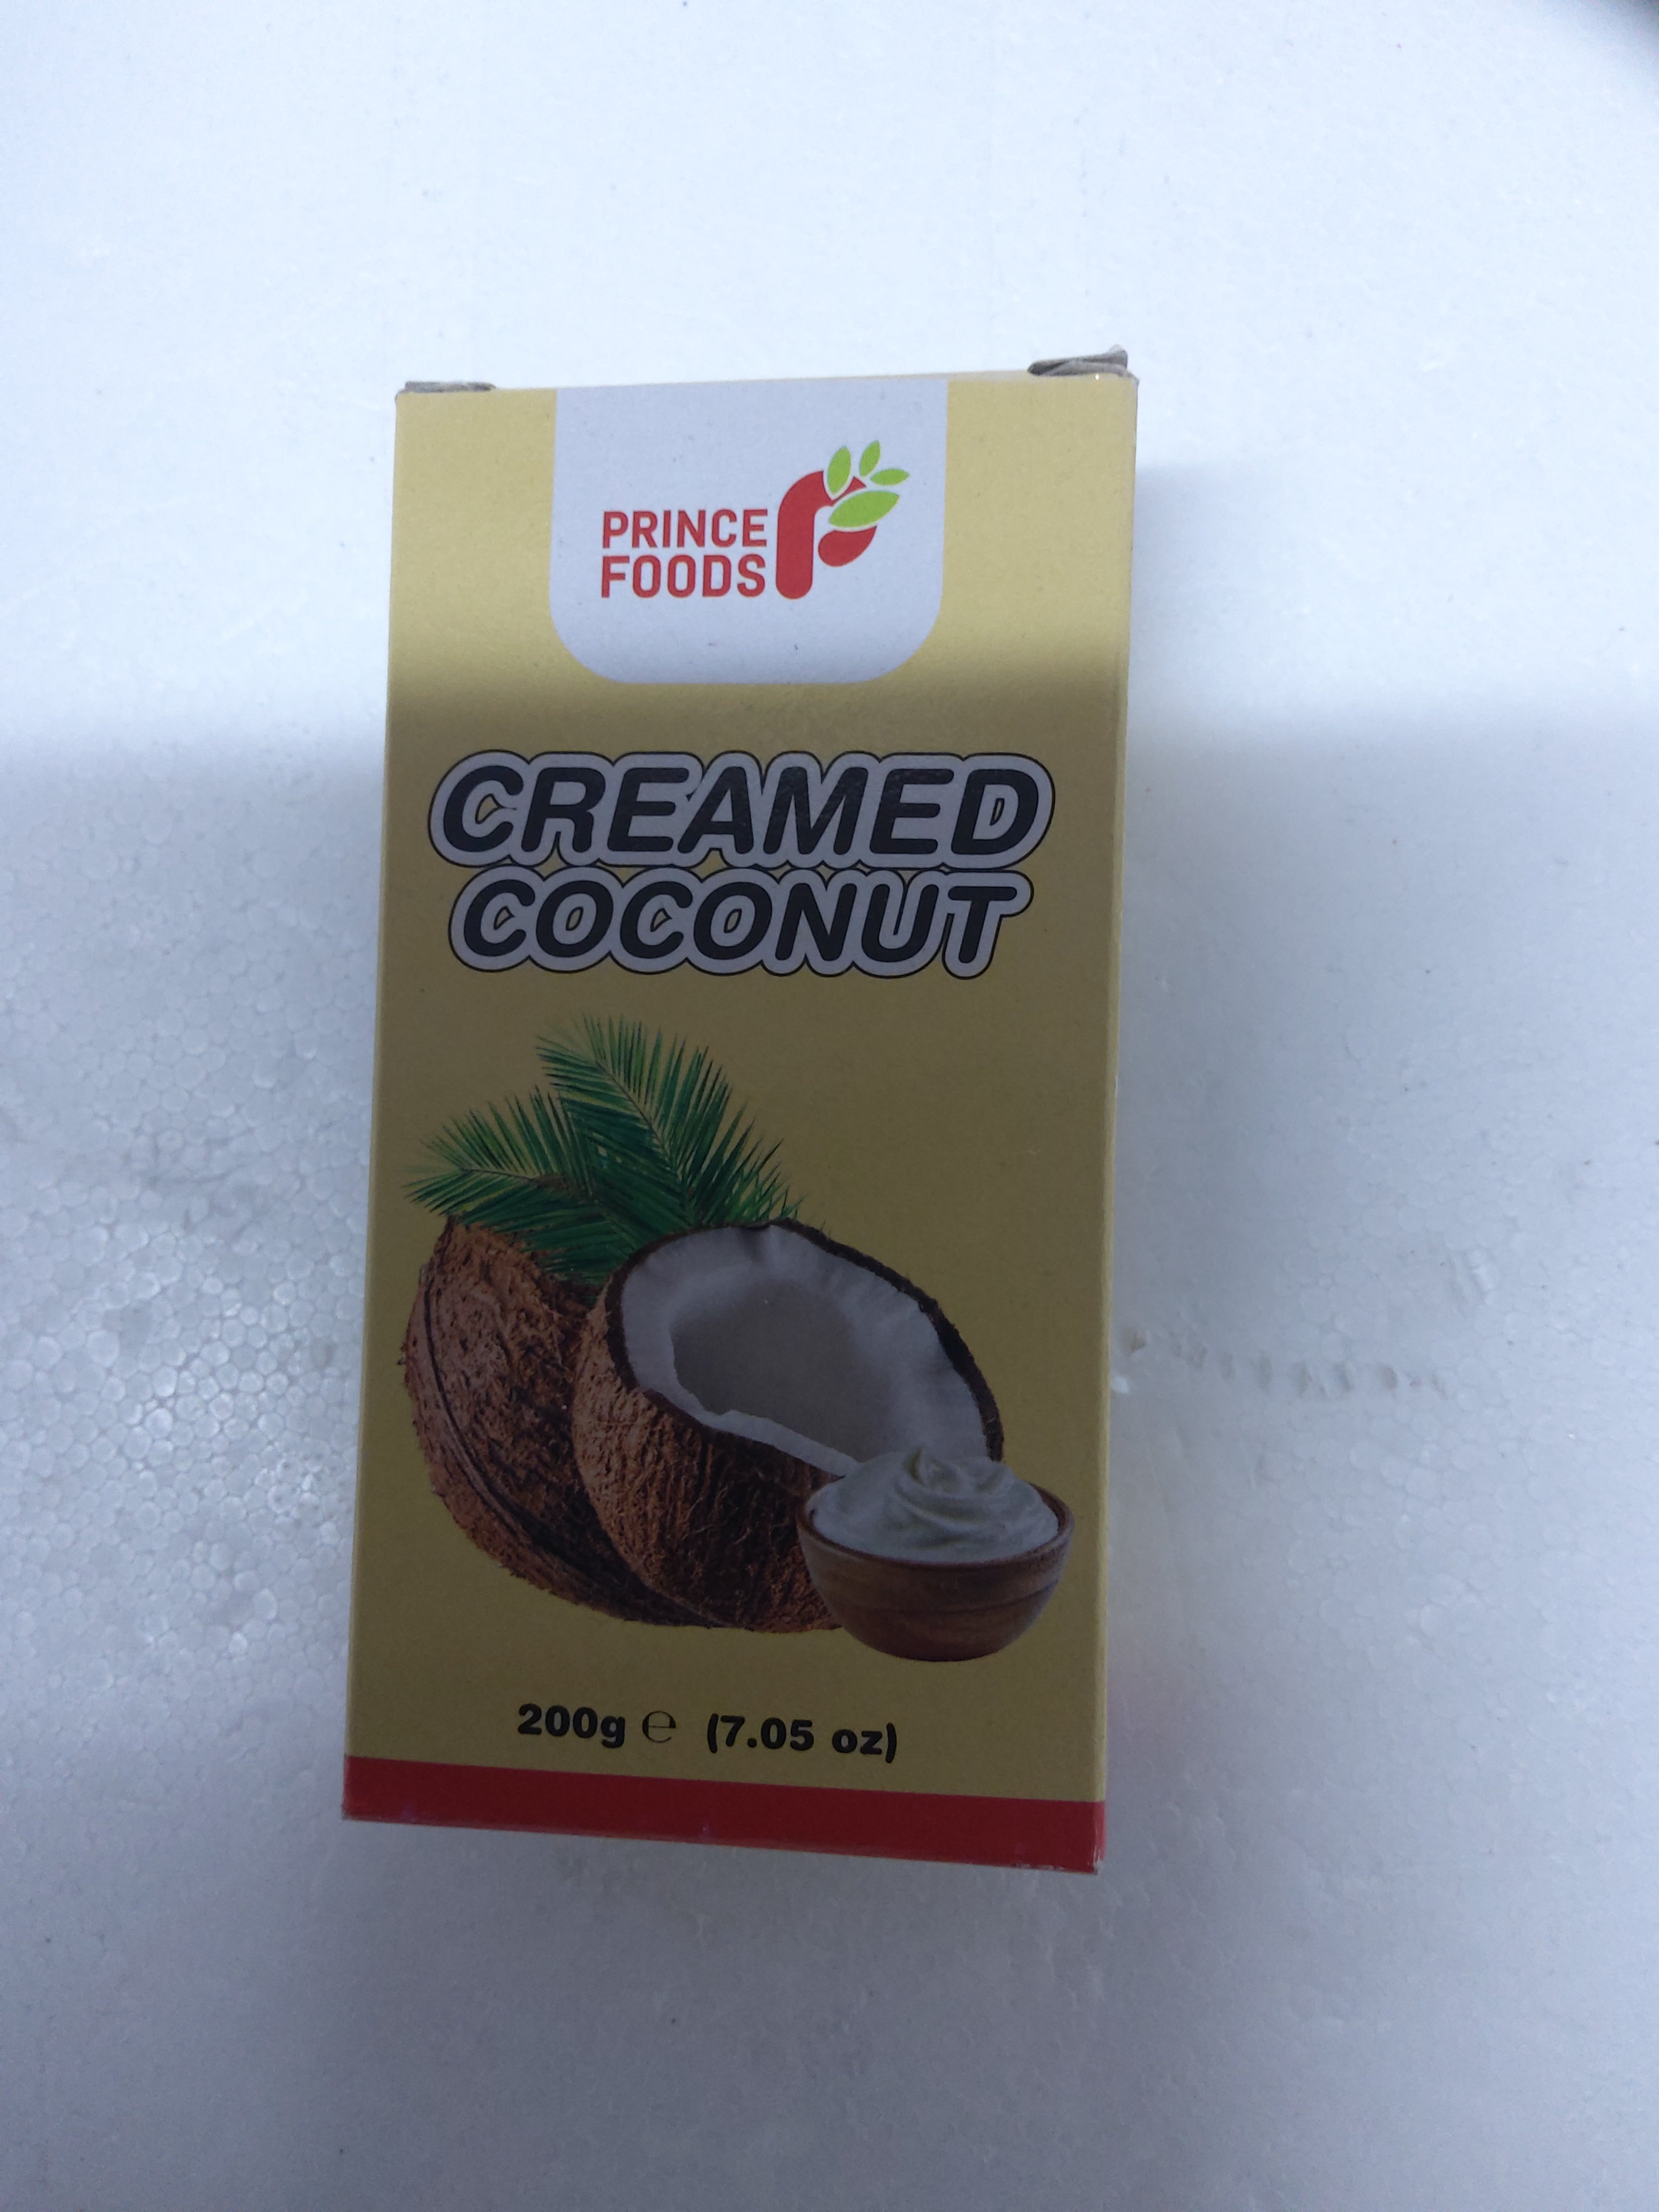 PRINCE
FOODS
CREAMED
COCONUT
200g ℮ (7.05 oz)